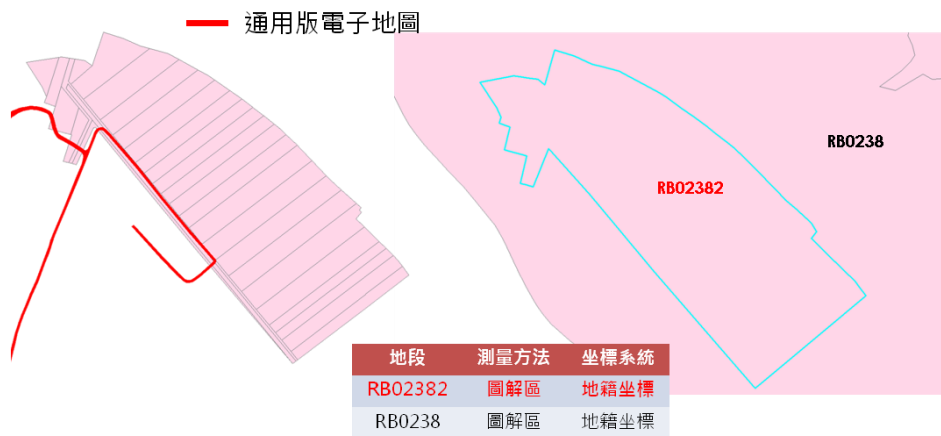 通用版電子地圖
RB0238
RB02382
地段 測量方法 坐標系統
RB02382 圖解區 地籍坐標
RB0238 圖解區 地籍坐標